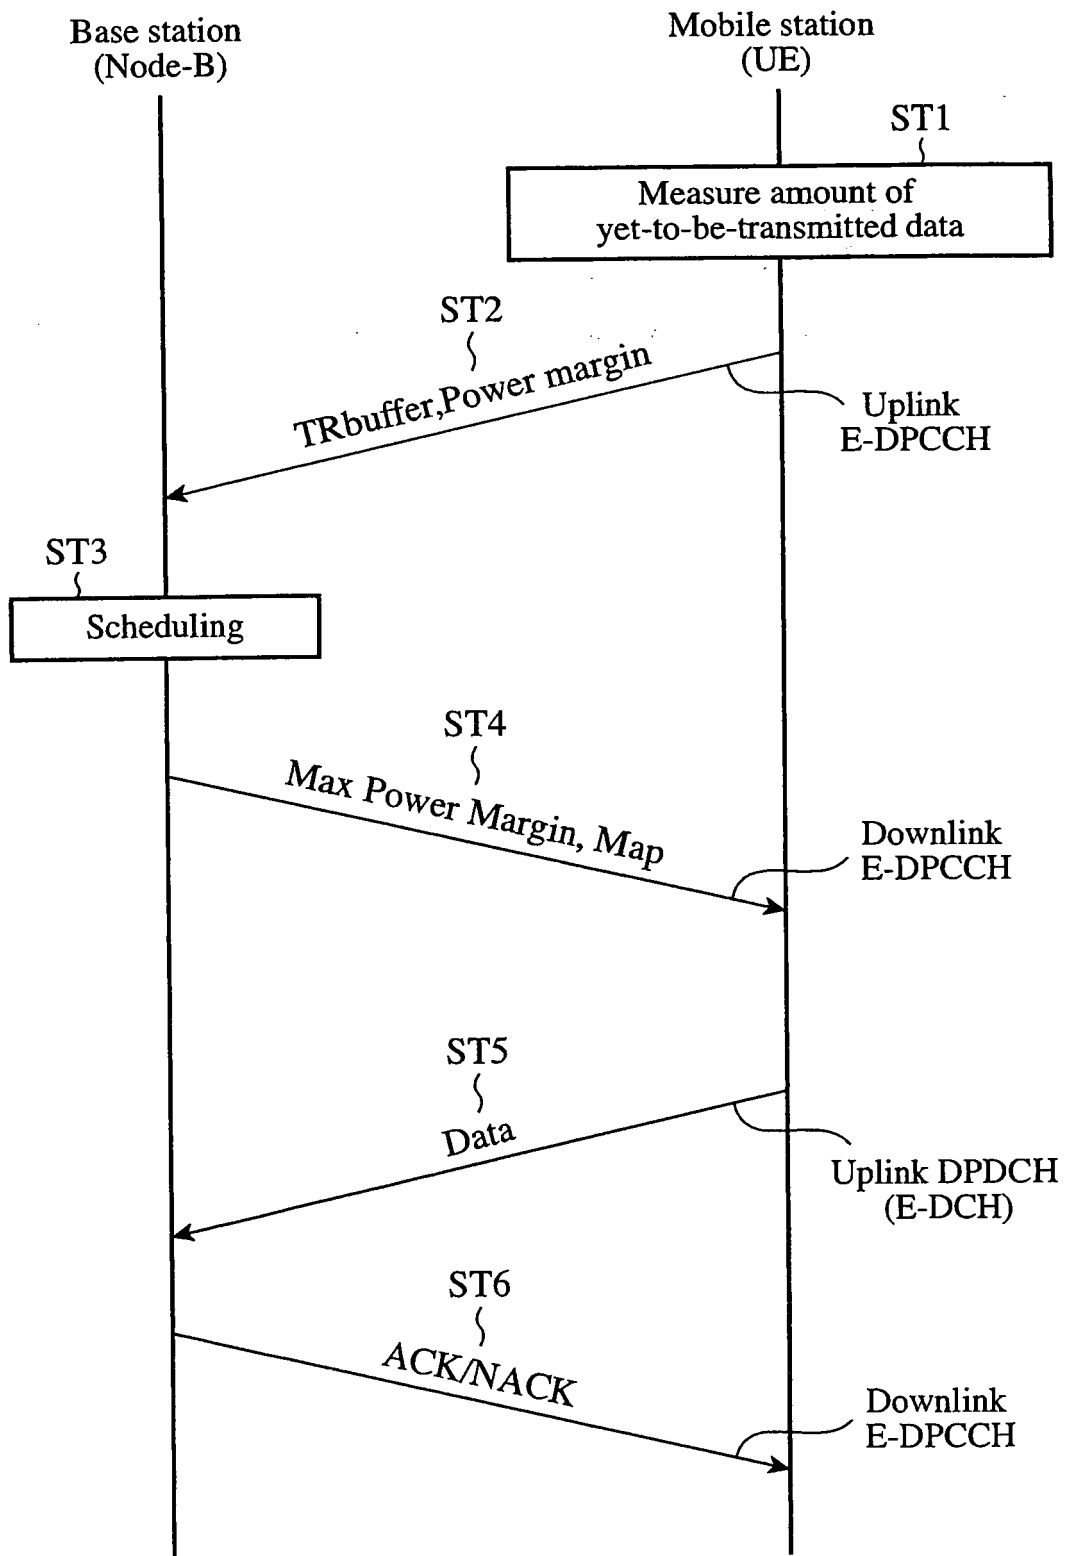 Base station
(Node-B)
Mobile station
(UE)
ST1
Measure amount of
yet-to-be-transmitted data
ST2
TRbuffer,Power margin
Uplink
E-DPCCH
ST3
Scheduling
ST4
Max Power Margin, Map
Downlink
E-DPCCH
ST5
Data
Uplink DPDCH
(E-DCH)
ST6
ACK/NACK
Downlink
E-DPCCH